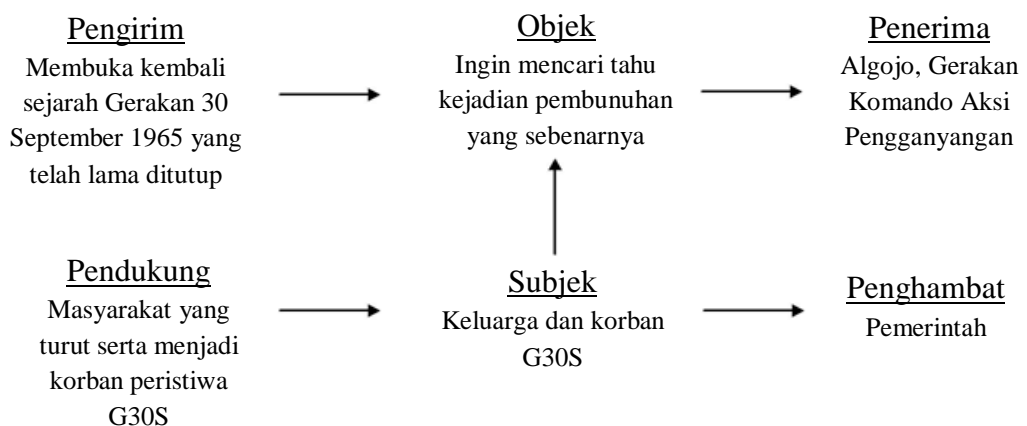 Pengirim
Membuka kembali
sejarah Gerakan 30
September 1965 yang
telah lama ditutup
Objek
Ingin mencari tahu
kejadian pembunuhan
yang sebenarnya
Penerima
Algojo, Gerakan
Komando Aksi
Pengganyangan
Pendukung
Masyarakat yang
turut serta menjadi
korban peristiwa
G30S
Subjek
Keluarga dan korban
G30S
Penghambat
Pemerintah